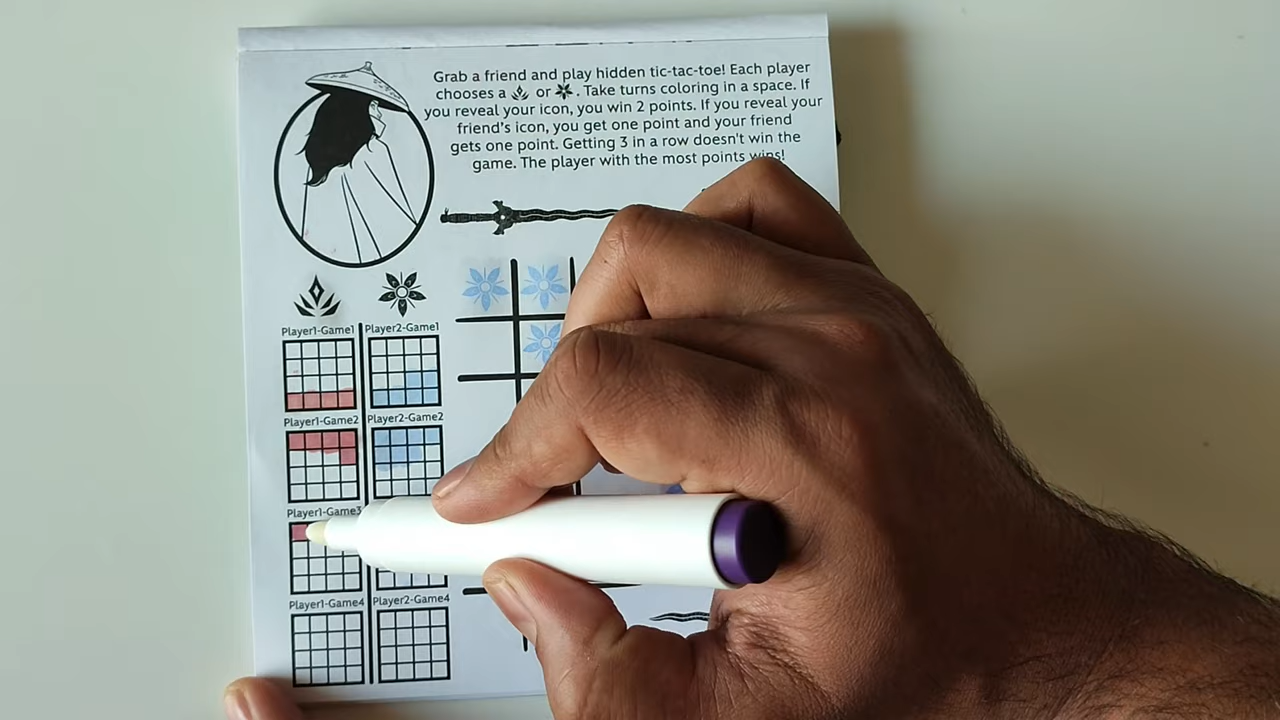 Grab a friend and play hidden tic-tac-toe! Each player
chooses a or . Take turns coloring in a space. If
you reveal your icon, you win 2 points. If you reveal your
friend's icon, you get one point and your friend
gets one point. Getting 3 in a row doesn't win the
game. The player with the most points wins!
Player1-Game1 Player2-Game1
Player1-Game2 Player2-Game2
Player1-Game3
Player1-Game4 Player2-Game4